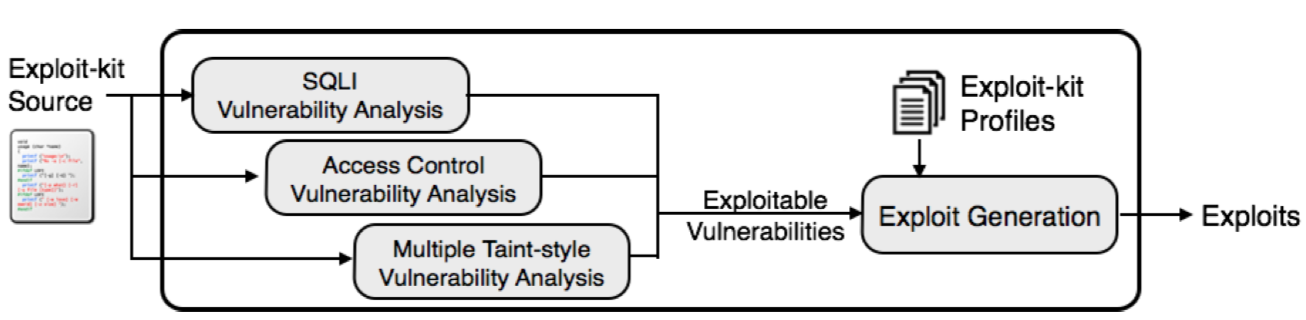 Exploit-kit
Source
SQLI
Vulnerability Analysis
Access Control
Vulnerability Analysis
Multiple Taint-style
Vulnerability Analysis
Exploitable
Vulnerabilities
Exploit-kit
Profiles
Exploit Generation
Exploits